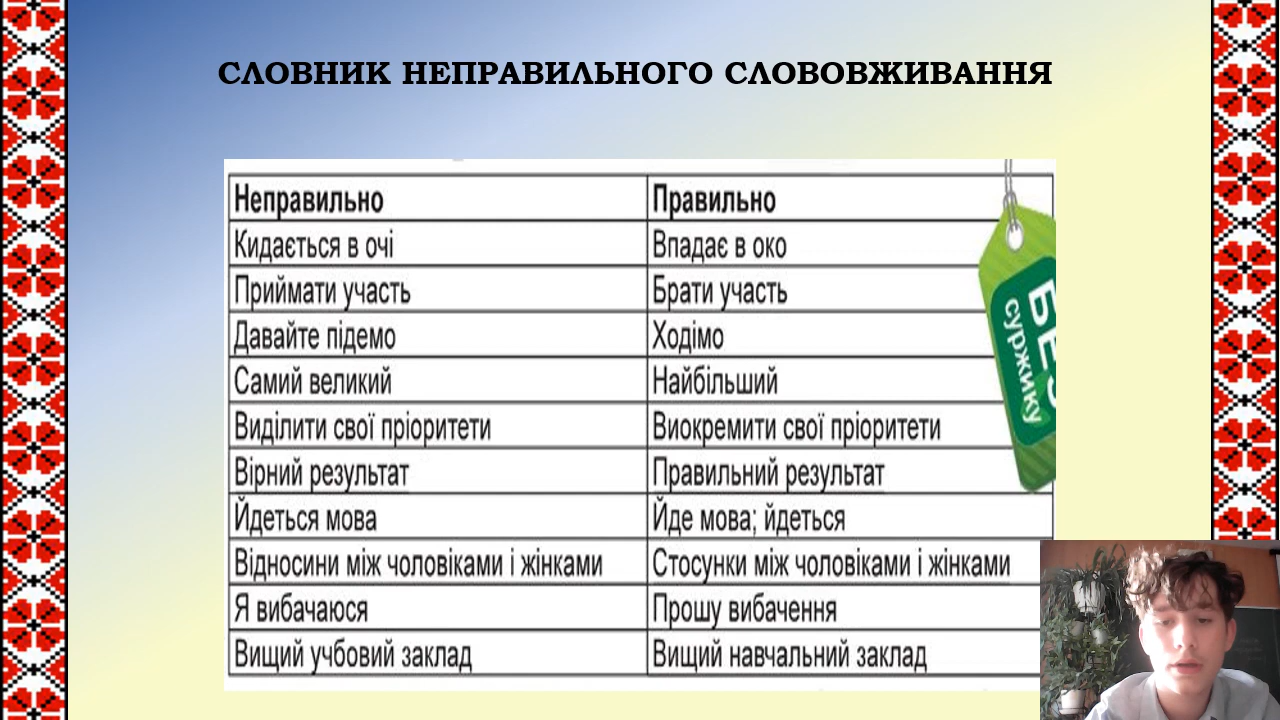 СЛОВНИК НЕПРАВИЛЬНОГО СЛОВОВЖИВАННЯ
Неправильно Правильно
Кидається в очі Впадає в око
Приймати участь Брати участь
Давайте підемо Ходімо
Самий великий Найбільший
Виділити свої пріоритети Виокремити свої пріоритети
Вірний результат Правильний результат
Йдеться мова Йде мова; йдеться
Відносини між чоловіками і жінками Стосунки між чоловіками і жінками
Я вибачаюся Прошу вибачення
Вищий учбовий заклад Вищий навчальний заклад
БЕЗ
суржику